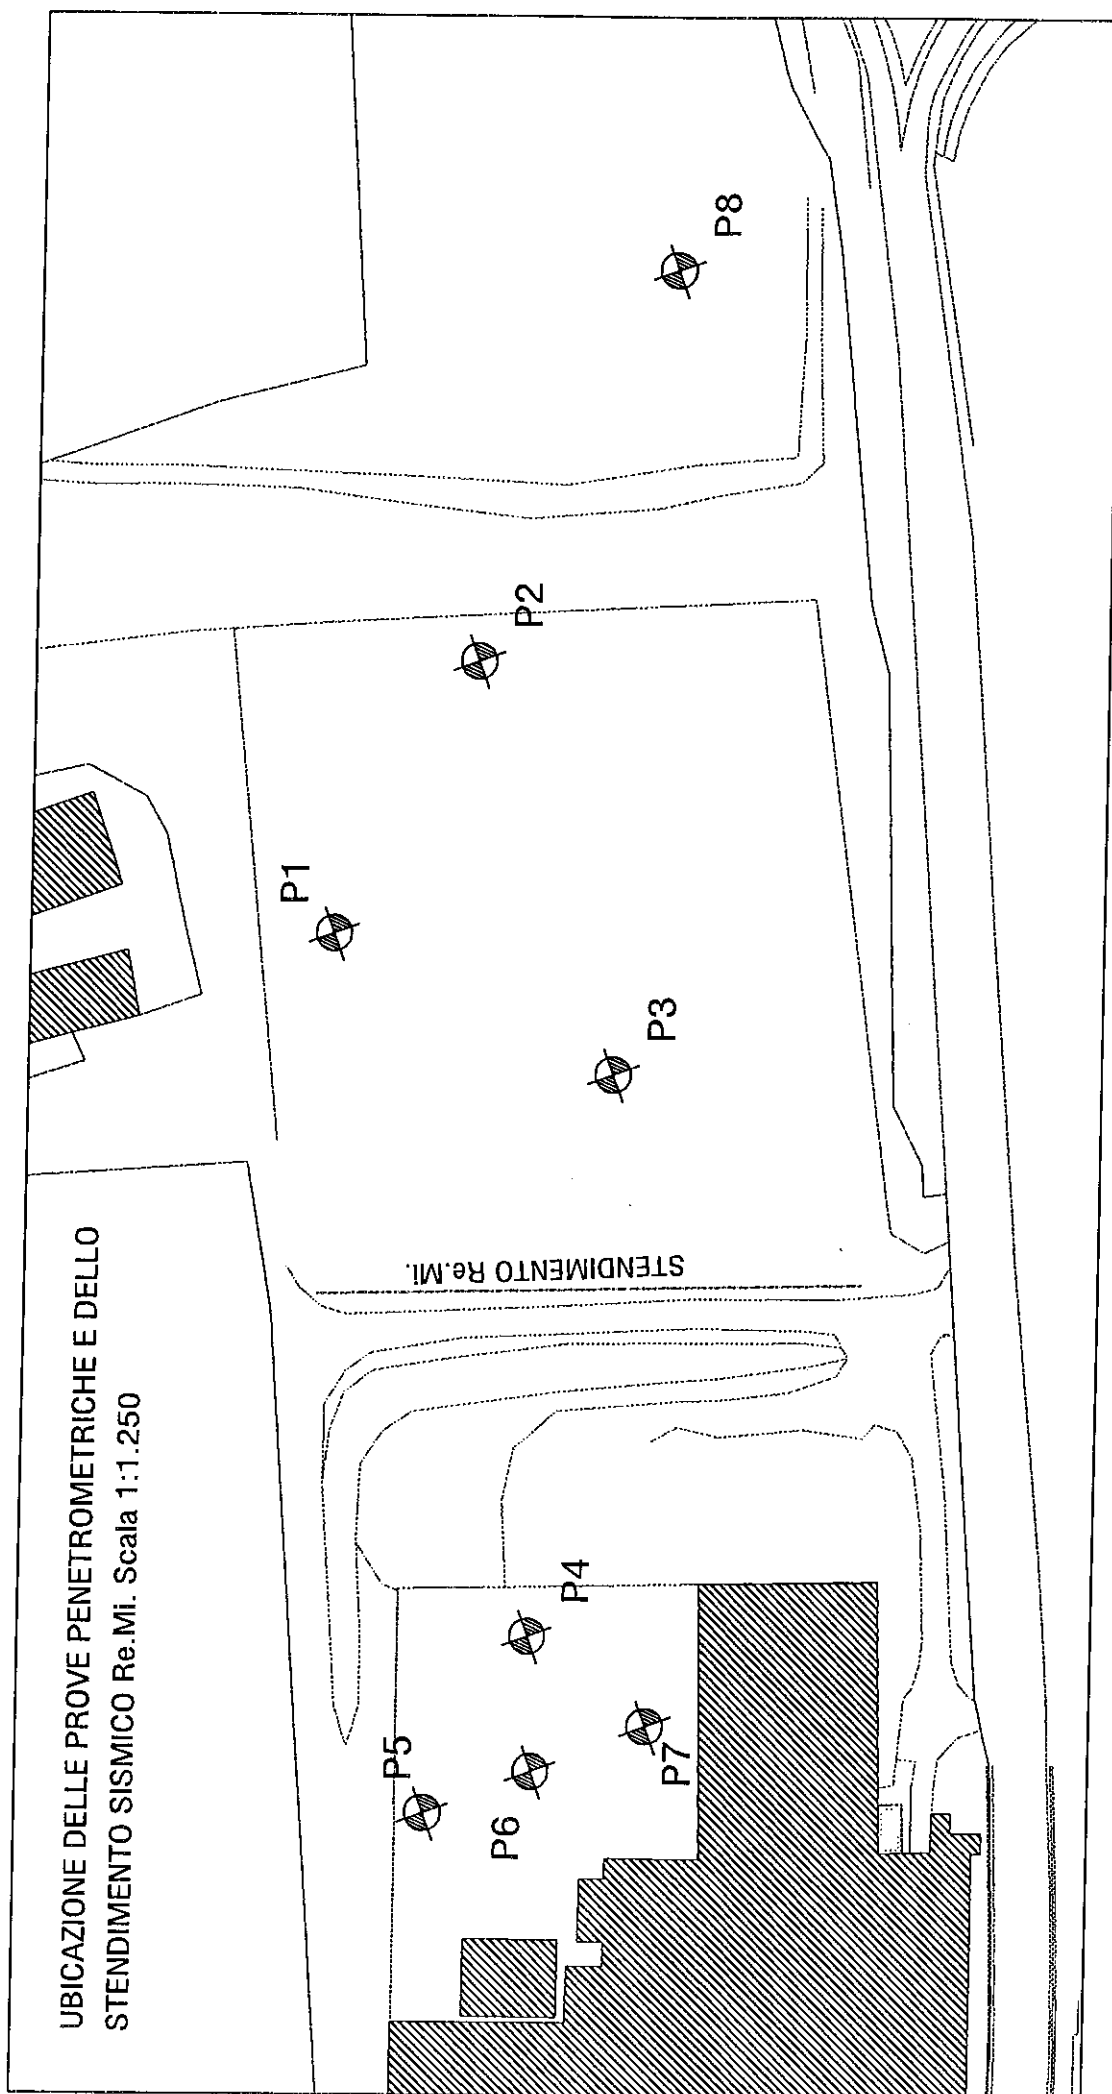 UBICAZIONE DELLE PROVE PENETROMETRICHE E DELLO
STENDIMENTO SISMICO Re.Mi. Scala 1:1.250
P5
P6
P7
P4
STENDIMENTO Re.Mi.
P1
P3
P2
P8